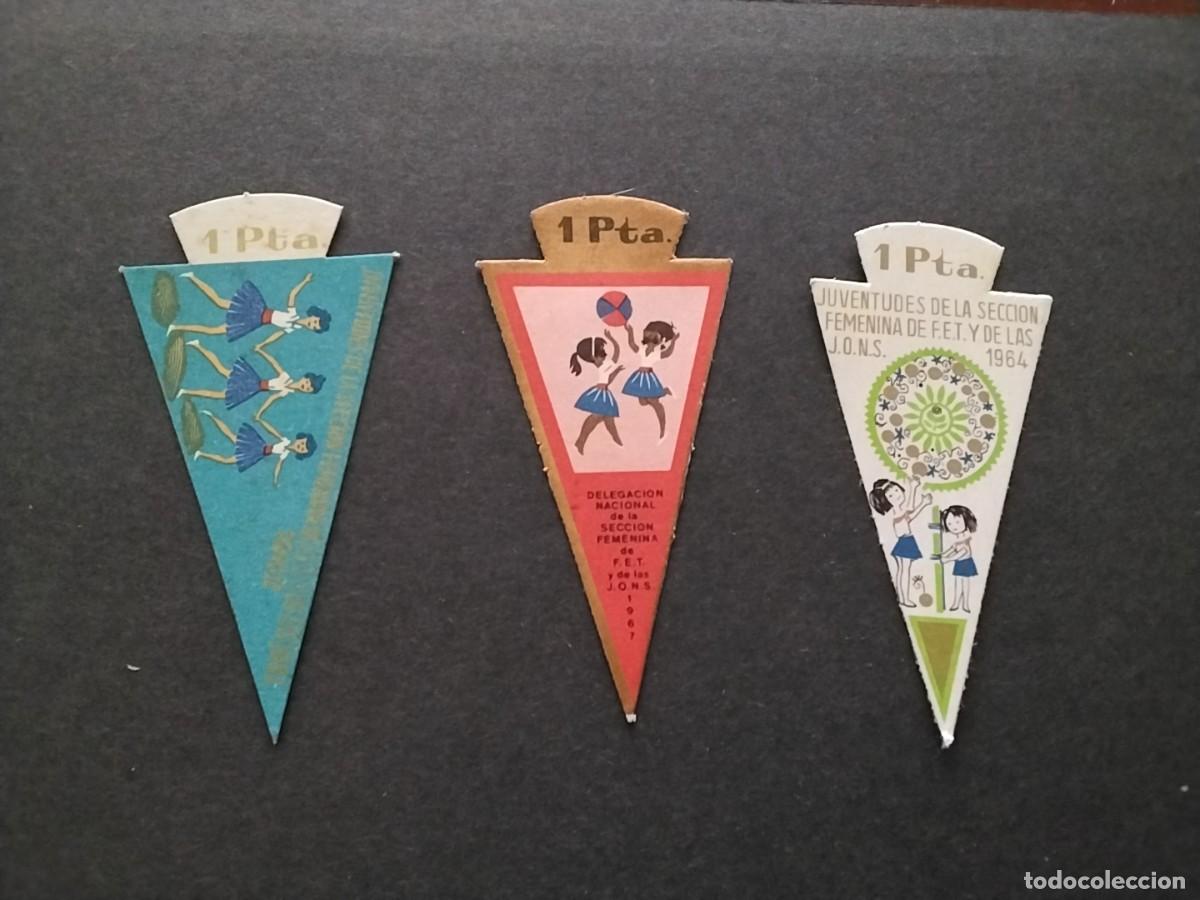 1 Pta.
1 Pta.
DELEGACION
NACIONAL
de la
SECCION
FEMENINA
de
F.E.T.
y de las
J.O.N.S.
1
9
6
7
1 Pta.
JUVENTUDES DE LA SECCION
FEMENINA DE F.E.T. Y DE LAS
J.O.N.S. 1964
todocoleccion